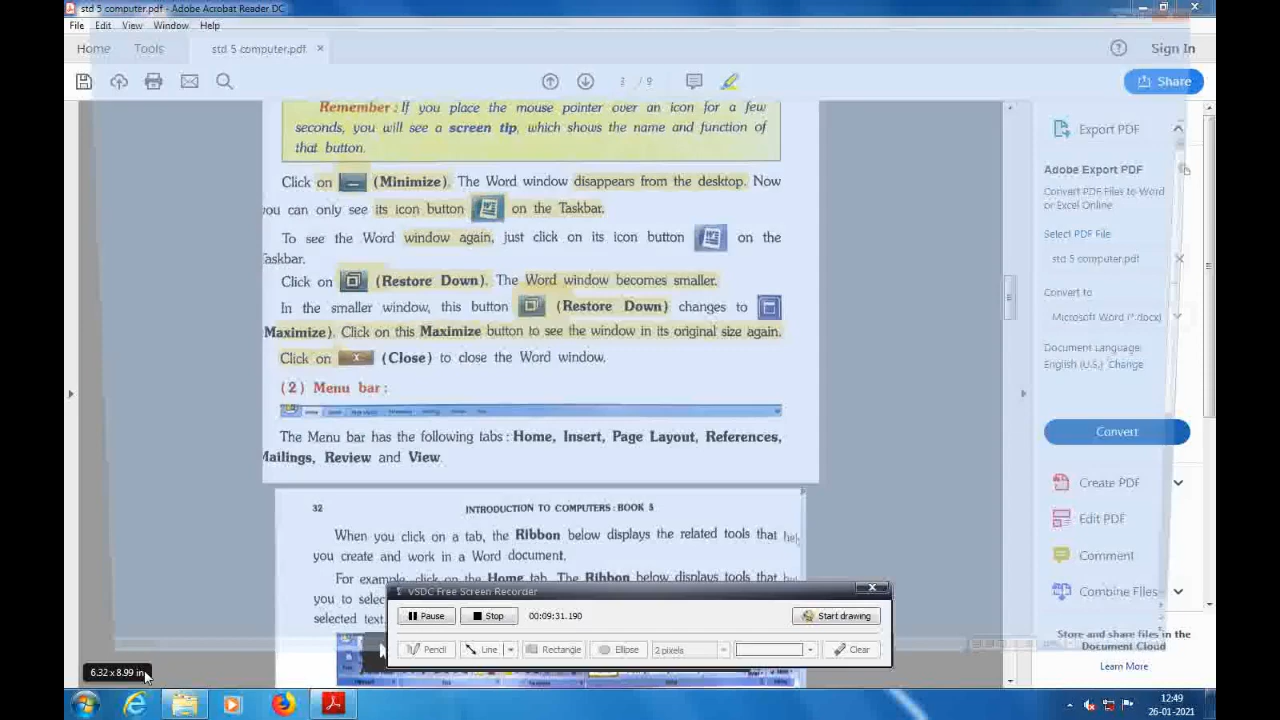 std 5 computer.pdf - Adobe Acrobat Reader DC
File Edit View Window Help
Home Tools std 5 computer.pdf × Sign In
/ 9 Share
Remember : If you place the mouse pointer over an icon for a few
seconds, you will see a screen tip, which shows the name and function of
that button.
Click on (Minimize). The Word window disappears from the desktop. Now
you can only see its icon button on the Taskbar.
To see the Word window again, just click on its icon button on the
Taskbar.
Click on (Restore Down). The Word window becomes smaller.
In the smaller window, this button (Restore Down) changes to
Maximize). Click on this Maximize button to see the window in its original size again.
Click on (Close) to close the Word window.
(2) Menu bar :
The Menu bar has the following tabs : Home, Insert, Page Layout, References,
Mailings, Review and View.
32 INTRODUCTION TO COMPUTERS : BOOK 5
When you click on a tab, the Ribbon below displays the related tools that help
you create and work in a Word document.
For example, click on the Home tab. The Ribbon below displays tools that
you to selec
selected text.
Export PDF
Adobe Export PDF
Convert PDF Files to Word
or Excel Online
Select PDF File
std 5 computer.pdf ×
Convert to
Microsoft Word (*.docx)
Document Language:
English (U.S.) Change
Convert
Create PDF
Edit PDF
Comment
Combine Files
Store and share files in the
Document Cloud
Learn More
VSDC Free Screen Recorder
Pause Stop 00:09:31.190 Start drawing
Pencil Line Rectangle Ellipse 2 pixels Clear
6.32 x 8.99 in
12:49
26-01-2021